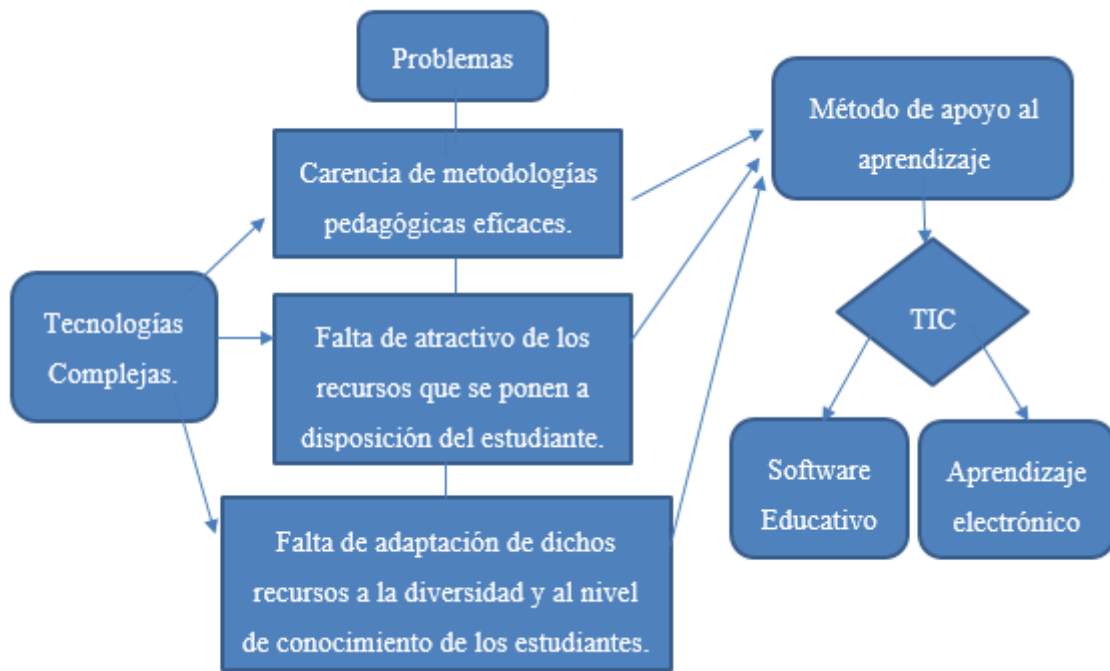 Problemas
Carencia de metodologías
pedagógicas eficaces.
Tecnologías
Complejas.
Falta de atractivo de los
recursos que se ponen a
disposición del estudiante.
Falta de adaptación de dichos
recursos a la diversidad y al nivel
de conocimiento de los estudiantes.
Método de apoyo al
aprendizaje
TIC
Software
Educativo
Aprendizaje
electrónico